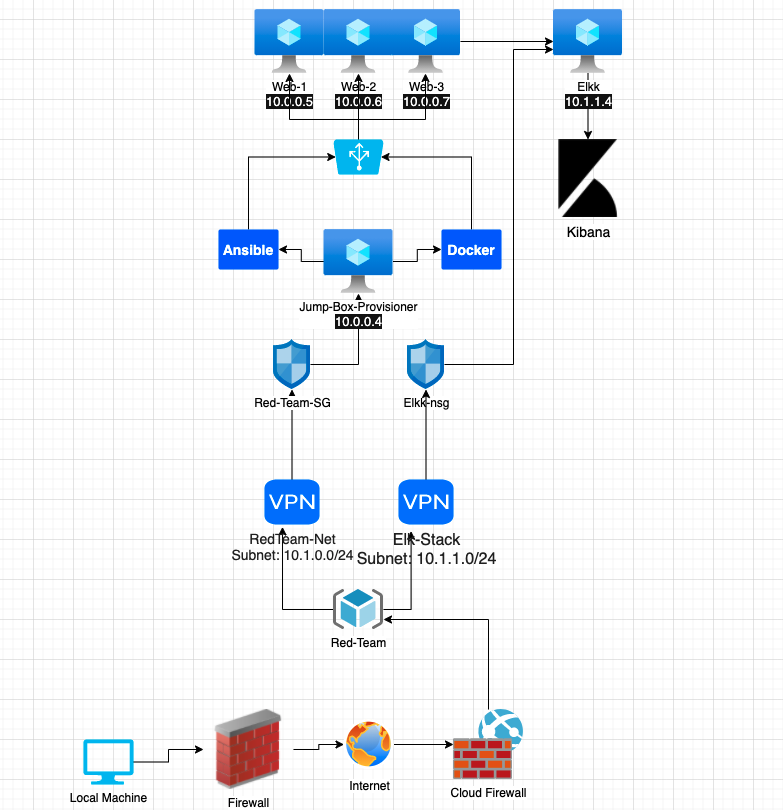 Web-1
10.0.0.5
Web-2
10.0.0.6
Web-3
10.0.0.7
Elkk
10.1.1.4
Kibana
Ansible
Docker
Jump-Box-Provisioner
10.0.0.4
Red-Team-SG
Elkk-nsg
VPN
VPN
RedTeam-Net
Subnet: 10.1.0.0/24
Elk-Stack
Subnet: 10.1.1.0/24
Red-Team
Local Machine
Firewall
Internet
Cloud Firewall